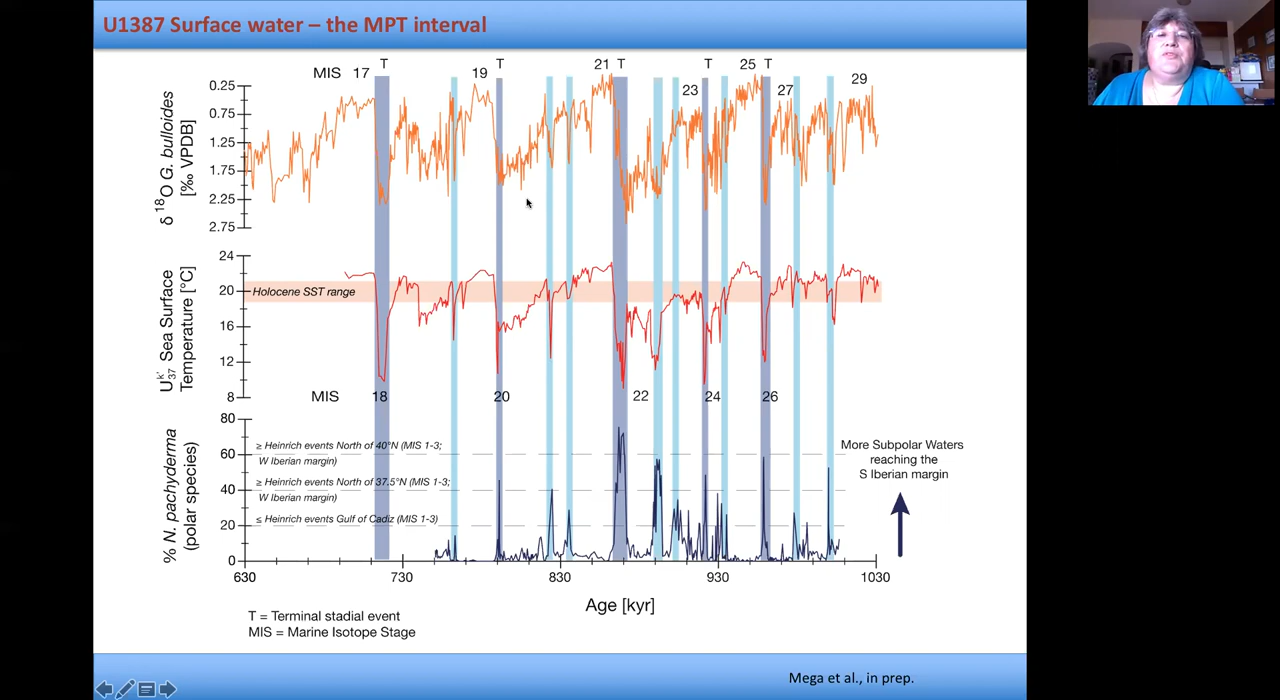 U1387 Surface water – the MPT interval
MIS 17 T 19 T 21 T 23 T 25 T 27 29
δ 18O G. bulloides
[‰ VPDB]
0.25
0.75
1.25
1.75
2.25
2.75
Uk'37 Sea Surface
Temperature [°C]
24
20
16
12
8
Holocene SST range
MIS 18 20 22 24 26
% N. pachyderma
(polar species)
80
60
40
20
0
≥ Heinrich events North of 40°N (MIS 1-3;
W Iberian margin)
≥ Heinrich events North of 37.5°N (MIS 1-3;
W Iberian margin)
≤ Heinrich events Gulf of Cadiz (MIS 1-3)
More Subpolar Waters
reaching the
S Iberian margin
630 730 830 930 1030
Age [kyr]
T = Terminal stadial event
MIS = Marine Isotope Stage
Mega et al., in prep.